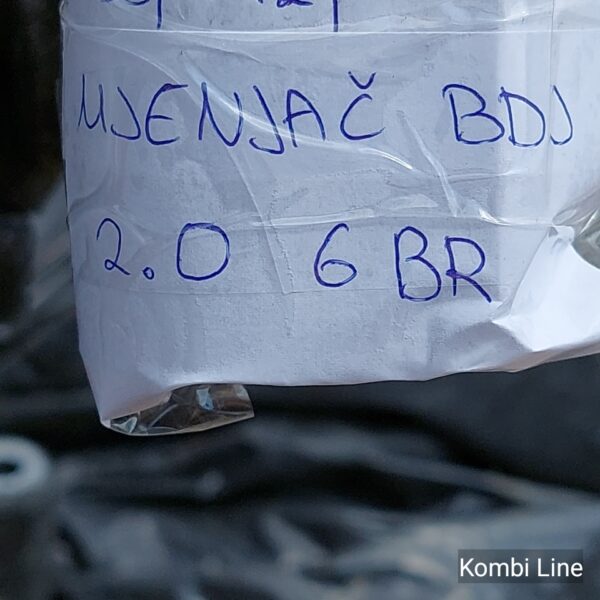 MJENJAČ BDJ
2.0 6 BR
Kombi Line